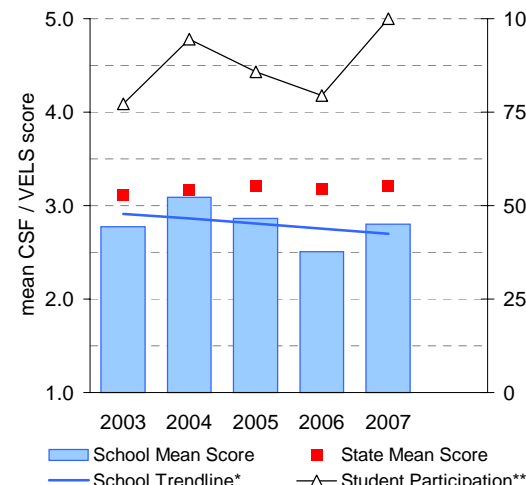 mean CSF / VELS score
5.0
4.0
3.0
2.0
1.0
10
75
50
25
0
2003 2004 2005 2006 2007
School Mean Score State Mean Score
School Trendline* Student Participation**